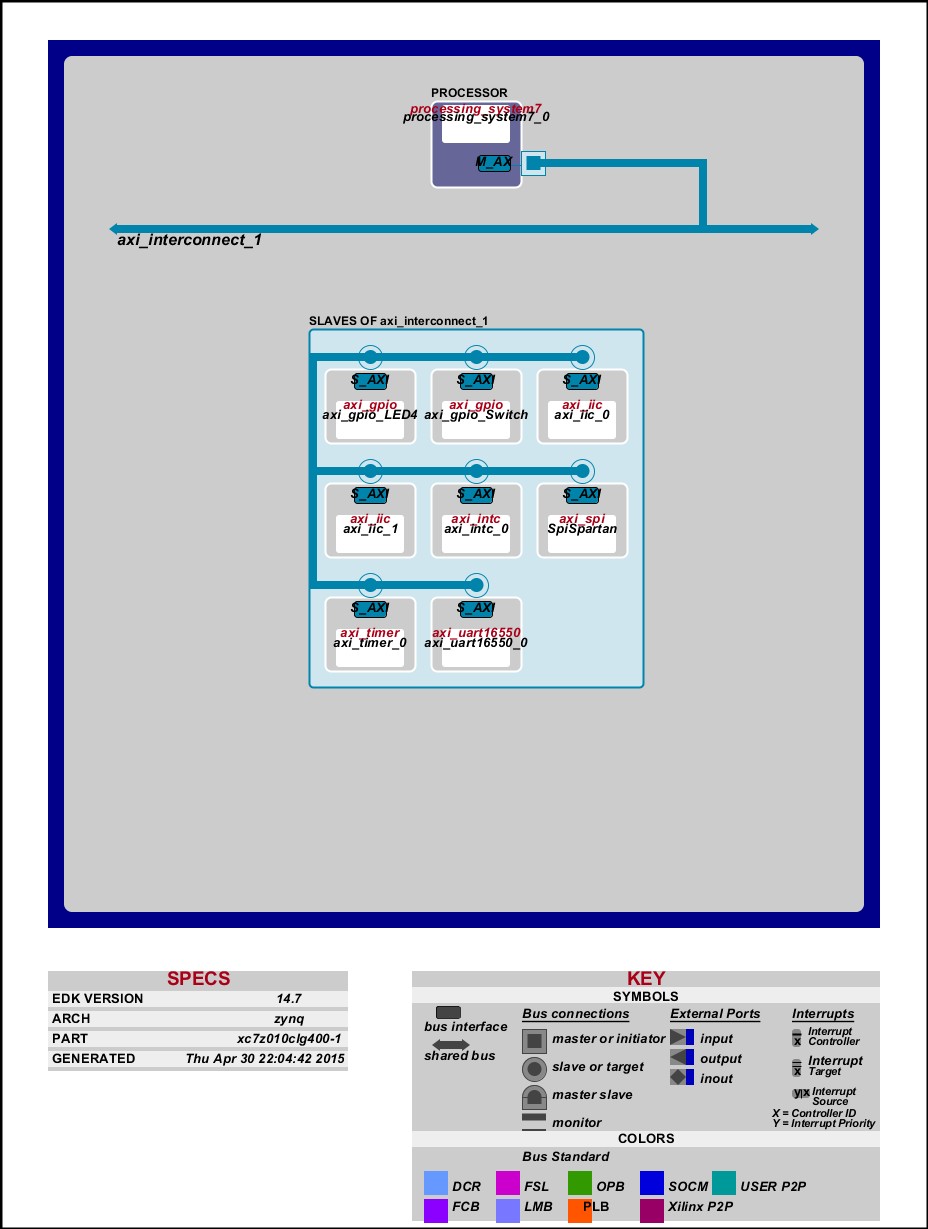 PROCESSOR
processing_system7
processing_system7_0
M_AX
axi_interconnect_1
SLAVES OF axi_interconnect_1
S_AXI S_AXI S_AXI
axi_gpio axi_gpio axi_iic
axi_gpio_LED4 axi_gpio_Switch axi_iic_0
S_AXI S_AXI S_AXI
axi_iic axi_intc axi_spi
axi_iic_1 axi_intc_0 SpiSpartan
S_AXI S_AXI
axi_timer axi_uart16550
axi_timer_0 axi_uart16550_0
SPECS
EDK VERSION 14.7
ARCH zynq
PART xc7z010clg400-1
GENERATED Thu Apr 30 22:04:42 2015
KEY
SYMBOLS
bus interface
shared bus
Bus connections
master or initiator
slave or target
master slave
monitor
External Ports
input
output
inout
Interrupts
x Interrupt
Controller
x Interrupt
Target
y x Interrupt
Source
X = Controller ID
Y = Interrupt Priority
COLORS
Bus Standard
DCR FSL OPB SOCM USER P2P
FCB LMB PLB Xilinx P2P